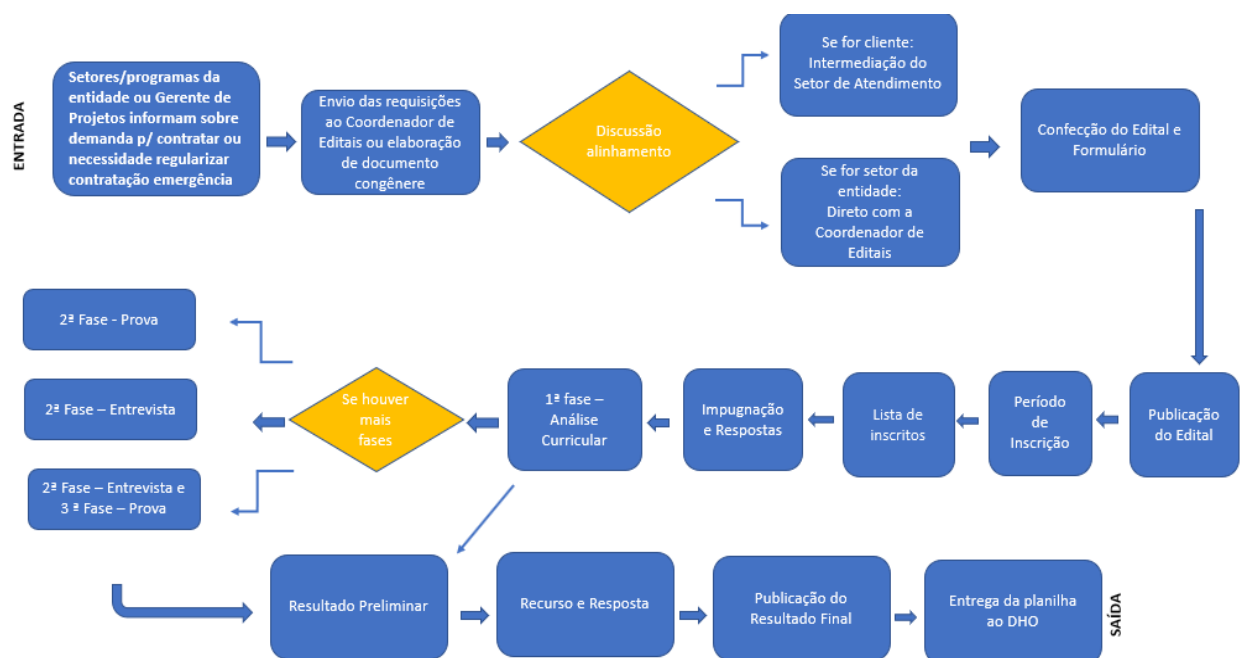 ENTRADA
Setores/programas da
entidade ou Gerente de
Projetos informam sobre
demanda p/ contratar ou
necessidade regularizar
contratação emergência
Envio das requisições
ao Coordenador de
Editais ou elaboração
de documento
congênere
Discussão
alinhamento
Se for cliente:
Intermediação do
Setor de Atendimento
Se for setor da
entidade:
Direto com a
Coordenador de
Editais
Confecção do Edital e
Formulário
Publicação
do Edital
Período
de
Inscrição
Lista de
inscritos
Impugnação
e Respostas
1ª fase –
Análise
Curricular
Se houver
mais
fases
2ª Fase - Prova
2ª Fase – Entrevista
2ª Fase – Entrevista e
3 ª Fase – Prova
Resultado Preliminar
Recurso e Resposta
Publicação do
Resultado Final
Entrega da planilha
ao DHO
SAÍDA